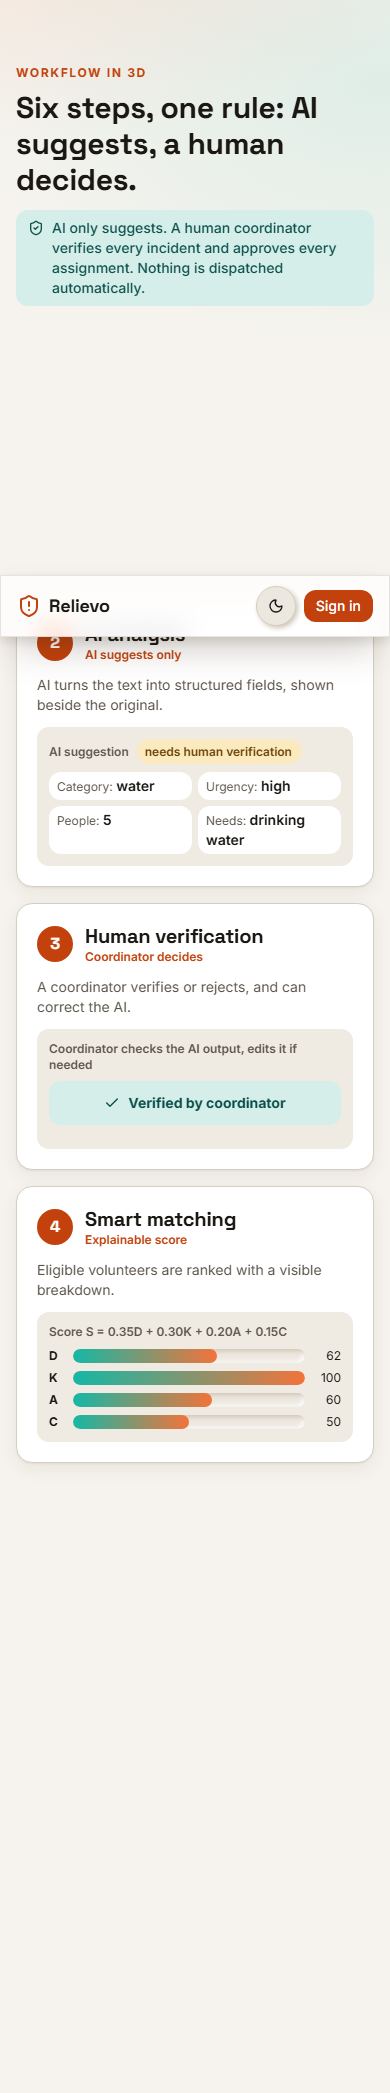 WORKFLOW IN 3D
Six steps, one rule: AI
suggests, a human
decides.
AI only suggests. A human coordinator
verifies every incident and approves every
assignment. Nothing is dispatched
automatically.
Relievo
Sign in
2
AI analysis
AI suggests only
AI turns the text into structured fields, shown
beside the original.
AI suggestion needs human verification
Category: water
Urgency: high
People: 5
Needs: drinking
water
3
Human verification
Coordinator decides
A coordinator verifies or rejects, and can
correct the AI.
Coordinator checks the AI output, edits it if
needed
Verified by coordinator
4
Smart matching
Explainable score
Eligible volunteers are ranked with a visible
breakdown.
Score S = 0.35D + 0.30K + 0.20A + 0.15C
D 62
K 100
A 60
C 50